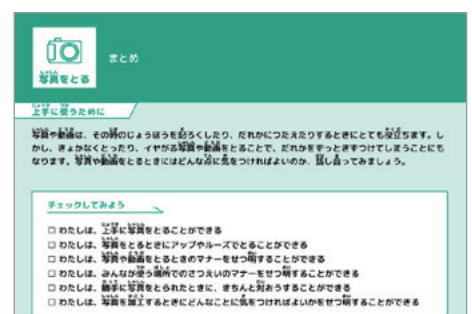 写真をとる
まとめ
上手に使うために
写真や動画は、その時のじょうほうを記ろくしたり、だれかにつたえたりするときにとても役立ちます。し
かし、きょかなくとったり、イヤがる写真や動画をとることで、だれかをずっときずつけてしまうことにも
なります。写真や動画をとるときにはどんな点に気をつければよいのか、話し合ってみましょう。
チェックしてみよう
□ わたしは、上手に写真をとることができる
□ わたしは、写真をとるときにアップやルーズでとることができる
□ わたしは、写真や動画をとるときのマナーをせつ明することができる
□ わたしは、みんなが使う場所でのさつえいのマナーをせつ明することができる
□ わたしは、勝手に写真をとられたときに、きちんと対おうすることができる
□ わたしは、写真を加工するときにどんなことに気をつければよいかをせつ明することができる